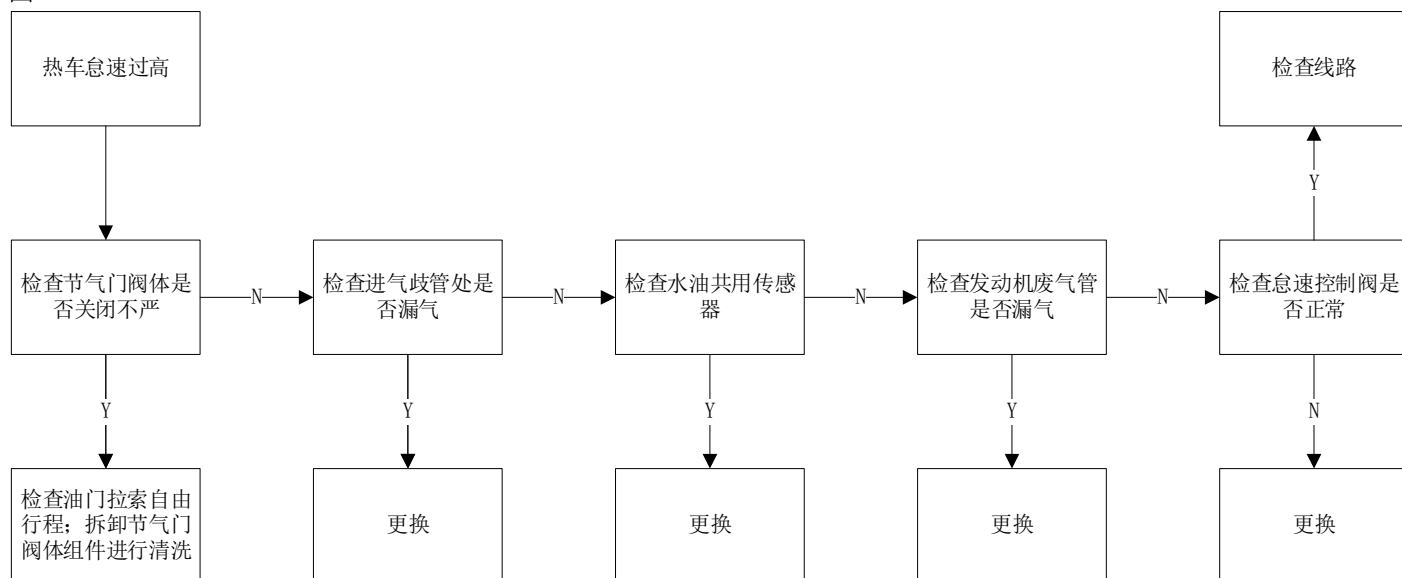 热车怠速过高
检查线路
Y
检查节气门阀体是
否关闭不严
N
检查进气歧管处是
否漏气
N
检查水油共用传感
器
N
检查发动机废气管
是否漏气
N
检查怠速控制阀是
否正常
Y
Y
Y
Y
N
检查油门拉索自由
行程；拆卸节气门
阀体组件进行清洗
更换
更换
更换
更换